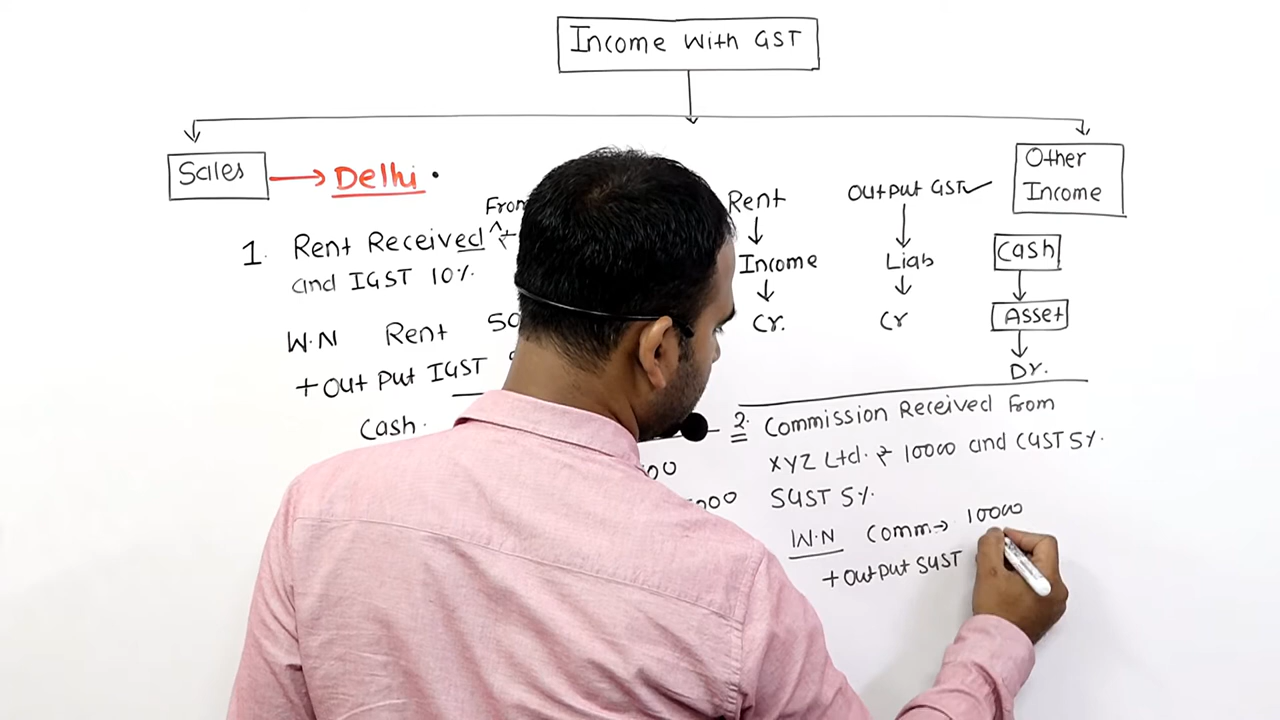 Income With GST
Sales → Delhi
Other
Income
From
1. Rent Received ₹
and IGST 10%.
W.N Rent 50
+ Output IGST
Cash.
Rent
↓
Income
↓
Cr.
Output GST ✓
↓
Liab
↓
Cr
Cash
↓
Asset
↓
Dr.
2. Commission Received From
XYZ Ltd. ₹ 10000 and CGST 5%.
SGST 5%.
W.N Comm → 10000
+ Output SGST